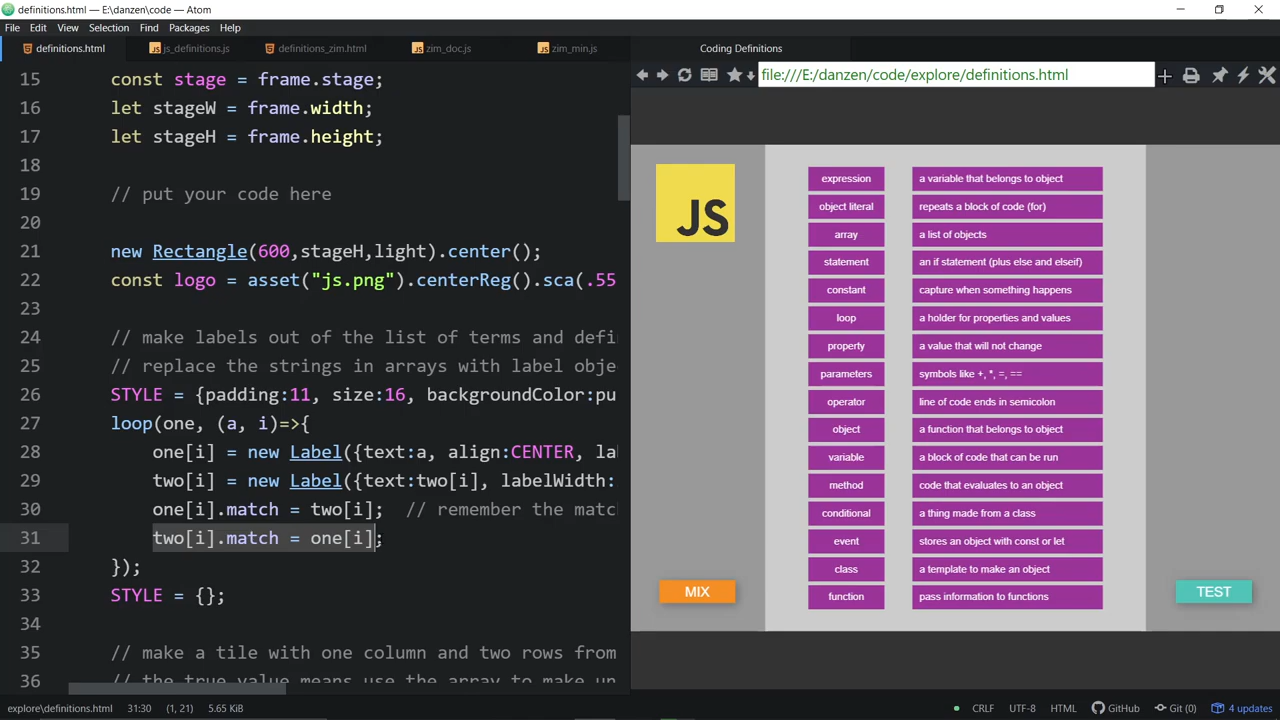 definitions.html — E:\danzen\code — Atom
File Edit View Selection Find Packages Help
definitions.html js_definitions.js definitions_zim.html zim_doc.js zim_min.js Coding Definitions
file:///E:/danzen/code/explore/definitions.html
15 const stage = frame.stage;
16 let stageW = frame.width;
17 let stageH = frame.height;
18
19 // put your code here
20
21 new Rectangle(600,stageH,light).center();
22 const logo = asset("js.png").centerReg().sca(.55
23
24 // make labels out of the list of terms and defi
25 // replace the strings in arrays with label obje
26 STYLE = {padding:11, size:16, backgroundColor:pu
27 loop(one, (a, i)=>{
28 one[i] = new Label({text:a, align:CENTER, la
29 two[i] = new Label({text:two[i], labelWidth:
30 one[i].match = two[i]; // remember the matc
31 two[i].match = one[i];
32 });
33 STYLE = {};
34
35 // make a tile with one column and two rows from
36 // the true value means use the array to make un
JS
expression a variable that belongs to object
object literal repeats a block of code (for)
array a list of objects
statement an if statement (plus else and elseif)
constant capture when something happens
loop a holder for properties and values
property a value that will not change
parameters symbols like +, *, =, ==
operator line of code ends in semicolon
object a function that belongs to object
variable a block of code that can be run
method code that evaluates to an object
conditional a thing made from a class
event stores an object with const or let
class a template to make an object
function pass information to functions
MIX
TEST
explore\definitions.html 31:30 (1, 21) 5.65 KiB CRLF UTF-8 HTML GitHub Git (0) 4 updates